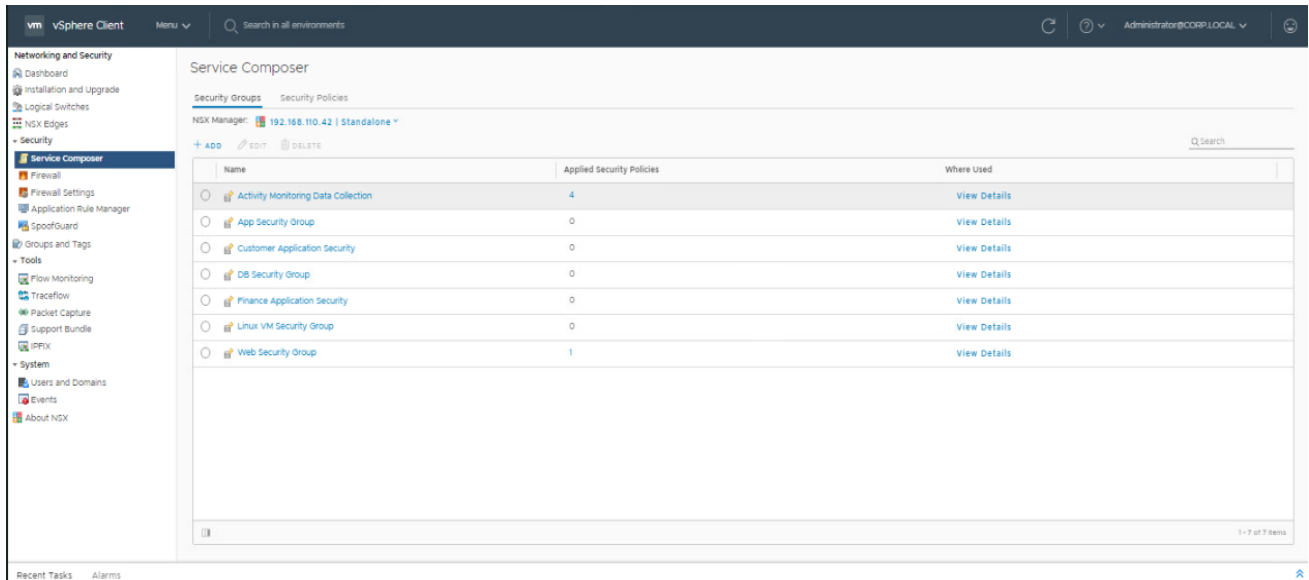 vm vSphere Client Menu Search in all environments Administrator@CORP.LOCAL
Networking and Security
Dashboard
Installation and Upgrade
Logical Switches
NSX Edges
Security
Service Composer
Firewall
Firewall Settings
Application Rule Manager
SpoofGuard
Groups and Tags
Tools
Flow Monitoring
Traceflow
Packet Capture
Support Bundle
IPFIX
System
Users and Domains
Events
About NSX
Service Composer
Security Groups Security Policies
NSX Manager: 192.168.110.42 | Standalone
+ ADD EDIT DELETE Search
Name Applied Security Policies Where Used
Activity Monitoring Data Collection 4 View Details
App Security Group 0 View Details
Customer Application Security 0 View Details
DB Security Group 0 View Details
Finance Application Security 0 View Details
Linux VM Security Group 0 View Details
Web Security Group 1 View Details
1 - 7 of 7 items
Recent Tasks Alarms